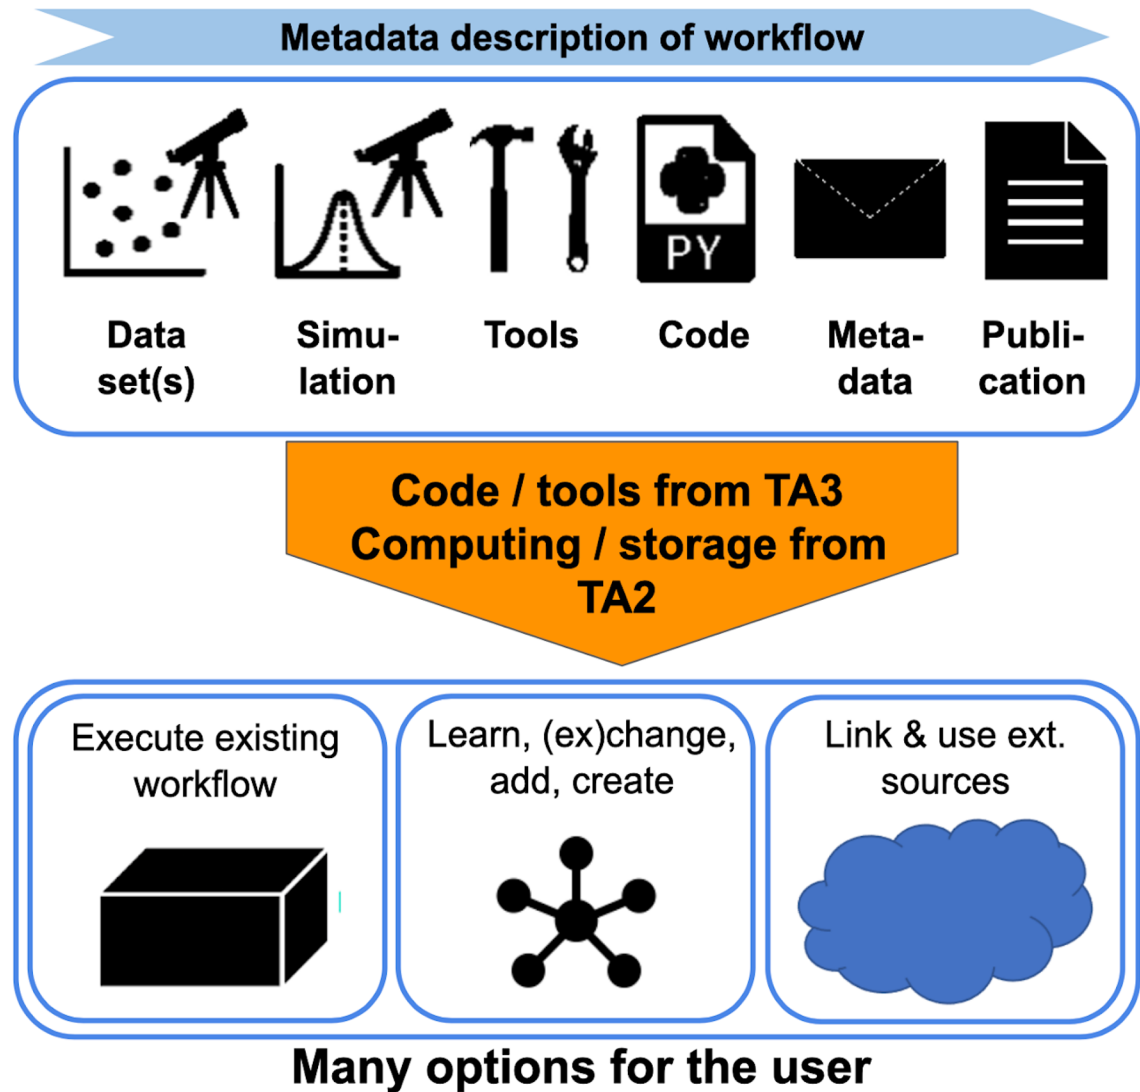 Metadata description of workflow
PY
Data
set(s)
Simu-
lation
Tools
Code
Meta-
data
Publi-
cation
Code / tools from TA3
Computing / storage from
TA2
Execute existing
workflow
Learn, (ex)change,
add, create
Link & use ext.
sources
Many options for the user